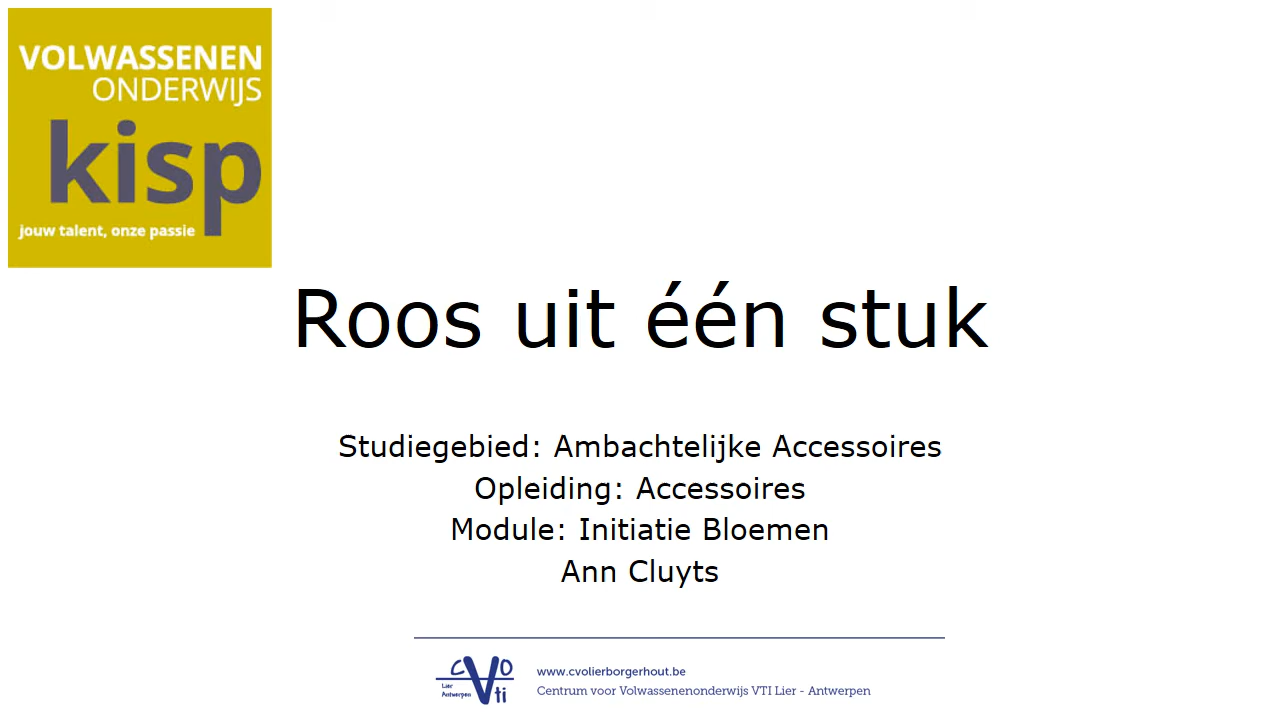 VOLWASSENEN
ONDERWIJS
kisp
jouw talent, onze passie
Roos uit één stuk
Studiegebied: Ambachtelijke Accessoires
Opleiding: Accessoires
Module: Initiatie Bloemen
Ann Cluyts
CVO
Lier
Antwerpen
Vti
www.cvolierborgerhout.be
Centrum voor Volwassenenonderwijs VTI Lier - Antwerpen